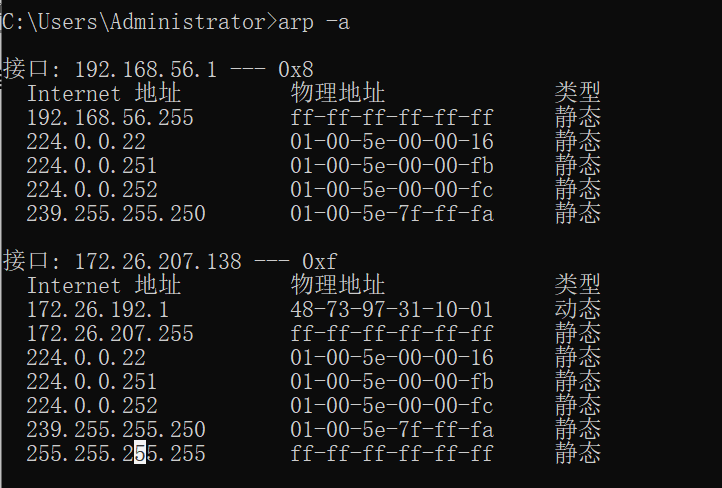 C:\Users\Administrator>arp -a
接口: 192.168.56.1 --- 0x8
Internet 地址 物理地址 类型
192.168.56.255 ff-ff-ff-ff-ff-ff 静态
224.0.0.22 01-00-5e-00-00-16 静态
224.0.0.251 01-00-5e-00-00-fb 静态
224.0.0.252 01-00-5e-00-00-fc 静态
239.255.255.250 01-00-5e-7f-ff-fa 静态
接口: 172.26.207.138 --- 0xf
Internet 地址 物理地址 类型
172.26.192.1 48-73-97-31-10-01 动态
172.26.207.255 ff-ff-ff-ff-ff-ff 静态
224.0.0.22 01-00-5e-00-00-16 静态
224.0.0.251 01-00-5e-00-00-fb 静态
224.0.0.252 01-00-5e-00-00-fc 静态
239.255.255.250 01-00-5e-7f-ff-fa 静态
255.255.255.255 ff-ff-ff-ff-ff-ff 静态